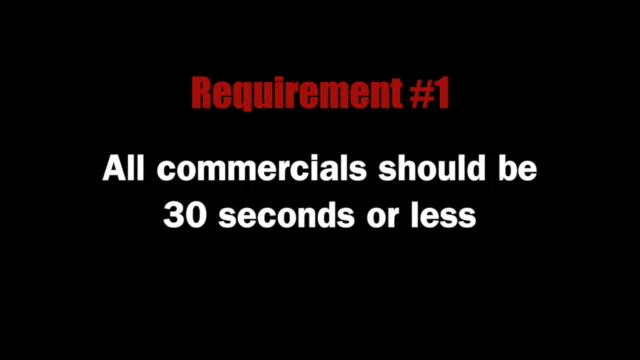 Requirement #1
All commercials should be
30 seconds or less